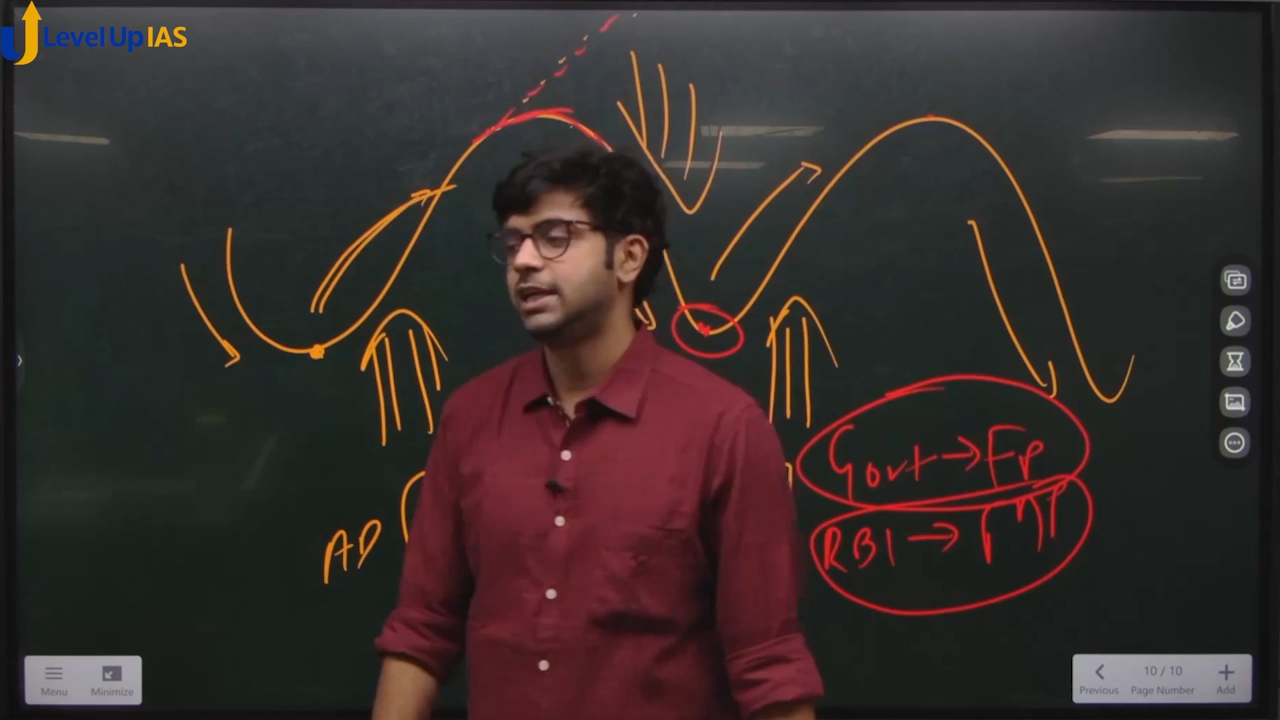 Level Up IAS
AD
Govt → FP
RBI → MP
Menu
Minimize
Previous
10 / 10
Page Number
Add